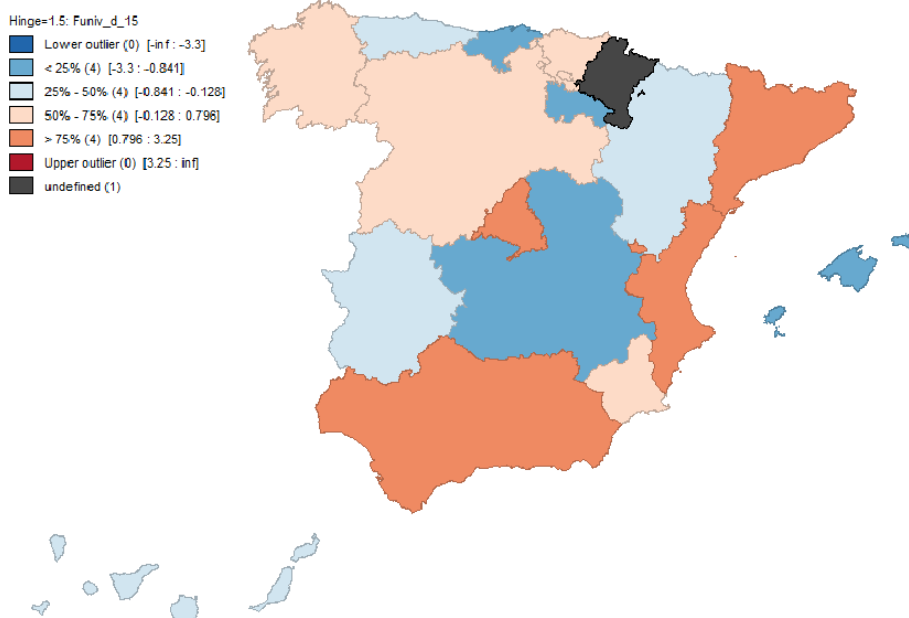 Hinge=1.5: Funiv_d_15
Lower outlier (0) [-inf : -3.3]
< 25% (4) [-3.3 : -0.841]
25% - 50% (4) [-0.841 : -0.128]
50% - 75% (4) [-0.128 : 0.796]
> 75% (4) [0.796 : 3.25]
Upper outlier (0) [3.25 : inf]
undefined (1)